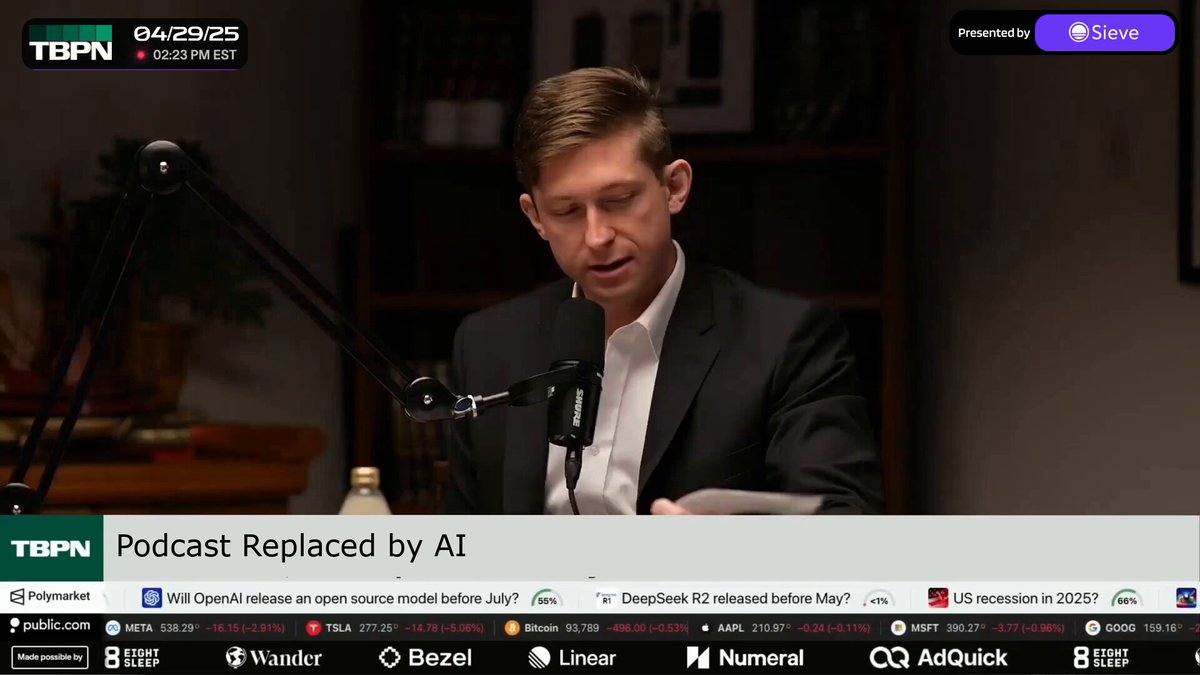 TBPN
04/29/25
02:23 PM EST
Presented by Sieve
SHURE
TBPN
Podcast Replaced by AI
Polymarket
Will OpenAI release an open source model before July? 55%
R1 DeepSeek R2 released before May? <1%
US recession in 2025? 66%
public.com
META 538.29 -16.15 (-2.91%)
TSLA 277.25 -14.78 (-5.06%)
Bitcoin 93,789 -496.00 (-0.53%
AAPL 210.97 -0.24 (-0.11%)
MSFT 390.27 -3.77 (-0.96%)
GOOG 159.16
Made possible by
EIGHT SLEEP
Wander
Bezel
Linear
Numeral
AdQuick
EIGHT SLEEP